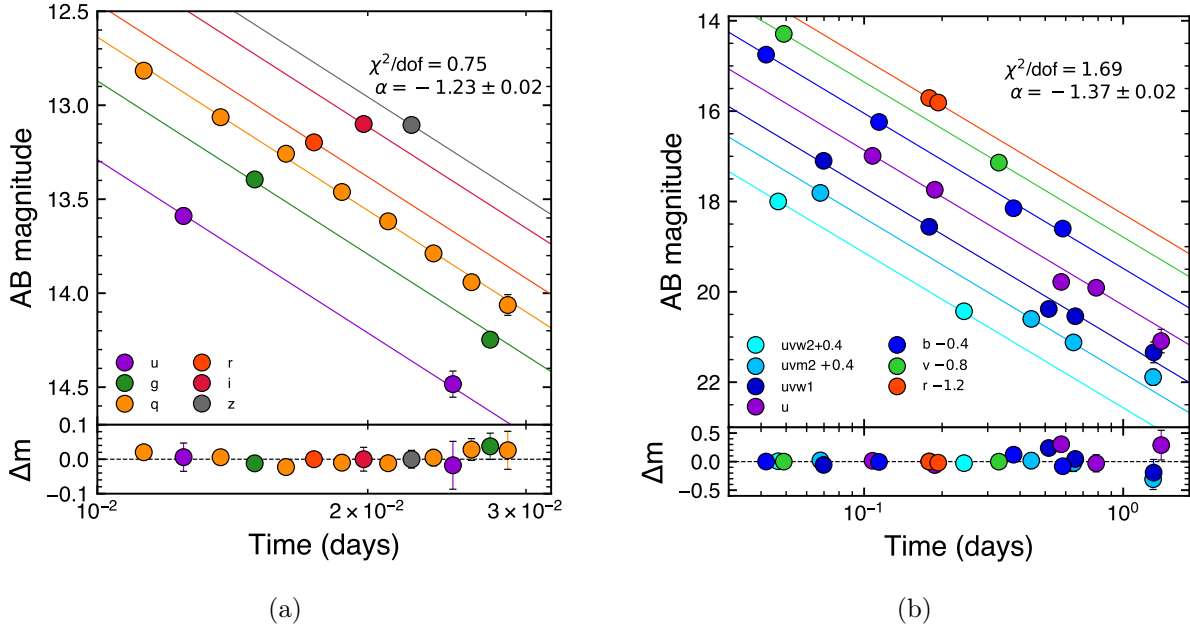 12.5
13.0
13.5
14.0
14.5
AB magnitude
χ²/dof = 0.75
α = − 1.23 ± 0.02
u
g
q
r
i
z
0.1
0.0
−0.1
Δm
10⁻²
2 × 10⁻²
3 × 10⁻²
Time (days)
(a)
14
16
18
20
22
AB magnitude
χ²/dof = 1.69
α = − 1.37 ± 0.02
uvw2+0.4
uvm2 +0.4
uvw1
u
b −0.4
v −0.8
r −1.2
0.5
0.0
−0.5
Δm
10⁻¹
10⁰
Time (days)
(b)